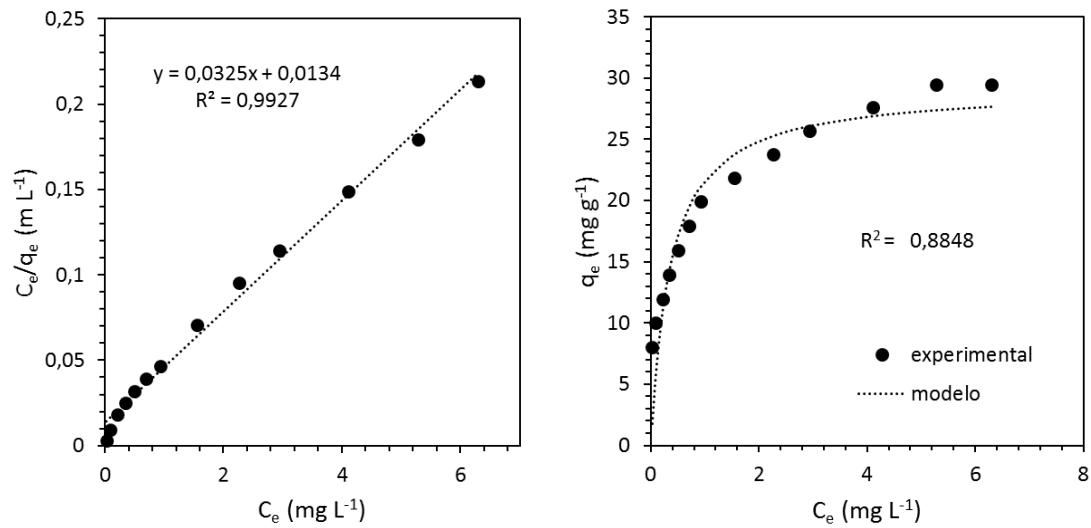 0,25
0,2
0,15
0,1
0,05
0
C_e/q_e (m L⁻¹)
y = 0,0325x + 0,0134
R² = 0,9927
0 2 4 6
C_e (mg L⁻¹)
35
30
25
20
15
10
5
0
q_e (mg g⁻¹)
R² = 0,8848
experimental
modelo
0 2 4 6 8
C_e (mg L⁻¹)